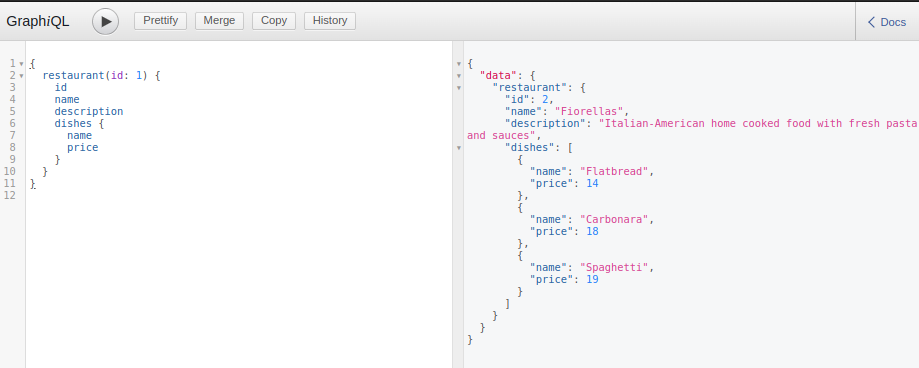 GraphiQL Prettify Merge Copy History Docs
1 {
2 restaurant(id: 1) {
3 id
4 name
5 description
6 dishes {
7 name
8 price
9 }
10 }
11 }
12
{
"data": {
"restaurant": {
"id": 2,
"name": "Fiorellas",
"description": "Italian-American home cooked food with fresh pasta
and sauces",
"dishes": [
{
"name": "Flatbread",
"price": 14
},
{
"name": "Carbonara",
"price": 18
},
{
"name": "Spaghetti",
"price": 19
}
]
}
}
}